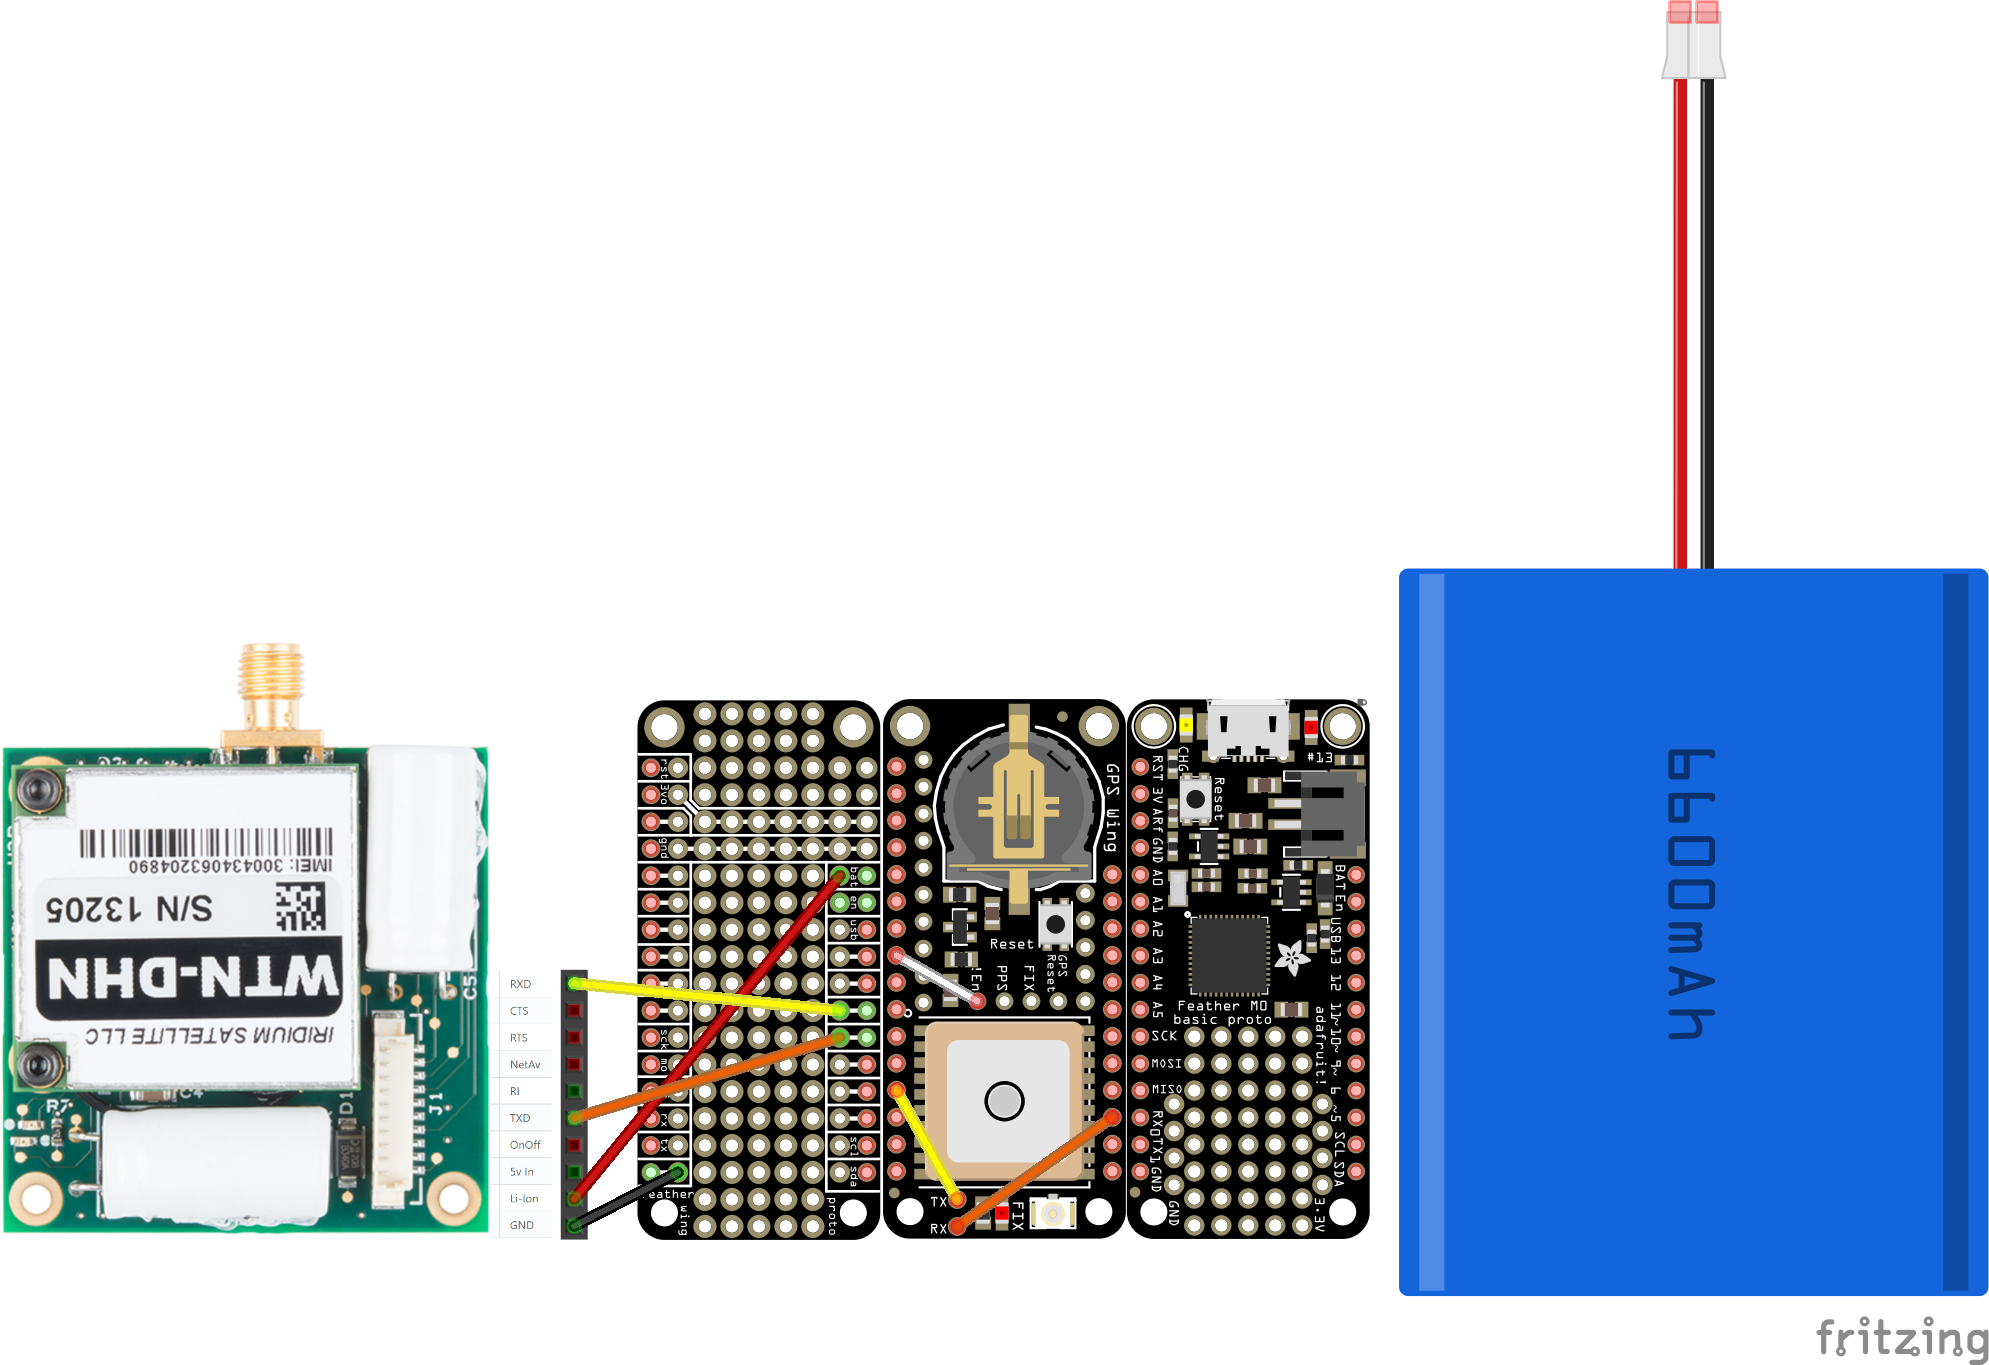 IMEI: 300434063204890
S/N 13205
WTN-DHN
IRIDIUM SATELLITE LLC
C5
J1
D1
C4
R7
RXD
CTS
RTS
NetAv
RI
TXD
OnOff
5v In
Li-Ion
GND
rst
3vo
gnd
sck
mo
rx
tx
feather
wing
bat
en
usb
scl
sda
proto
GPS Wing
Reset
!En
PPS
FIX
GPS
Reset
TX
RX
FIX
#13
CHG
Reset
RST
3V
ARf
GND
A0
A1
A2
A3
A4
A5
SCK
MOSI
MISO
RX0
TX1
GND
GND
BAT
En
USB
13
12
11~
10~
9~
6
~5
SCL
SDA
3.3V
Feather M0
basic proto
adafruit!
6600mAh
fritzing